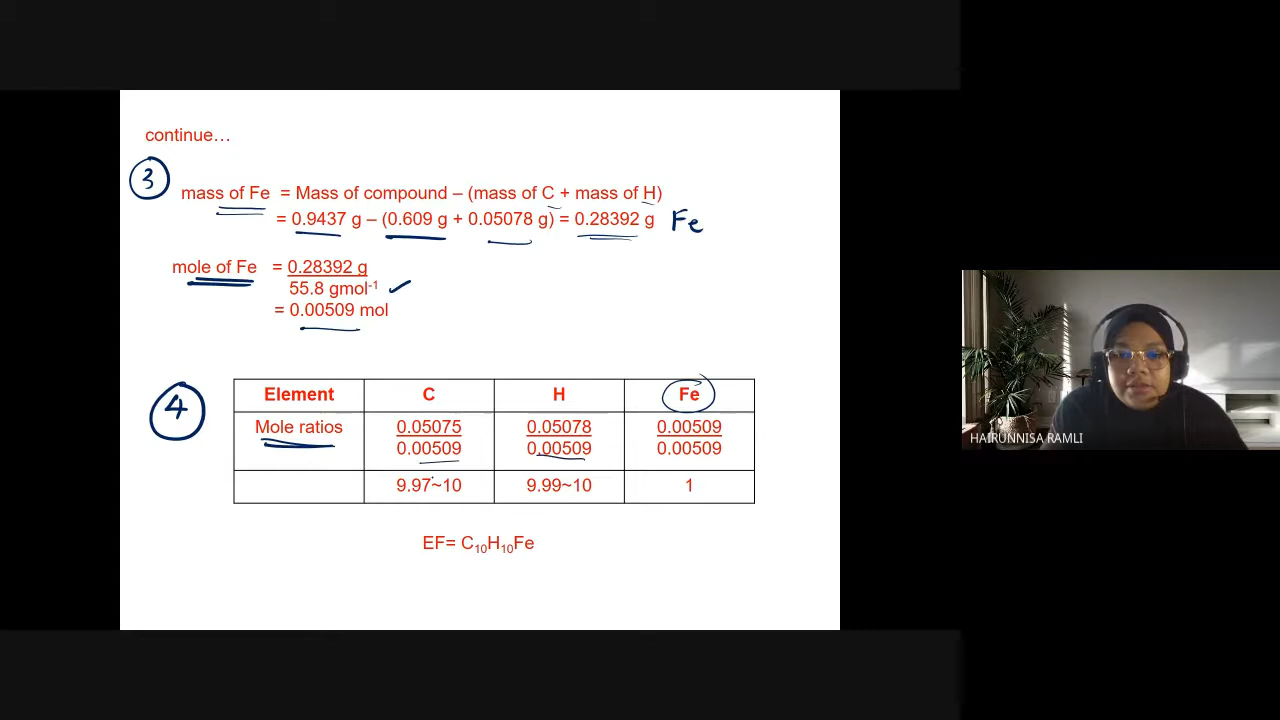 continue…
3
mass of Fe = Mass of compound – (mass of C + mass of H)
= 0.9437 g – (0.609 g + 0.05078 g) = 0.28392 g Fe
mole of Fe = 0.28392 g
55.8 gmol-1 ✓
= 0.00509 mol
4
Element C H Fe
Mole ratios 0.05075 0.05078 0.00509
0.00509 0.00509 0.00509
9.97~10 9.99~10 1
EF= C10H10Fe
HAIRUNNISA RAMLI